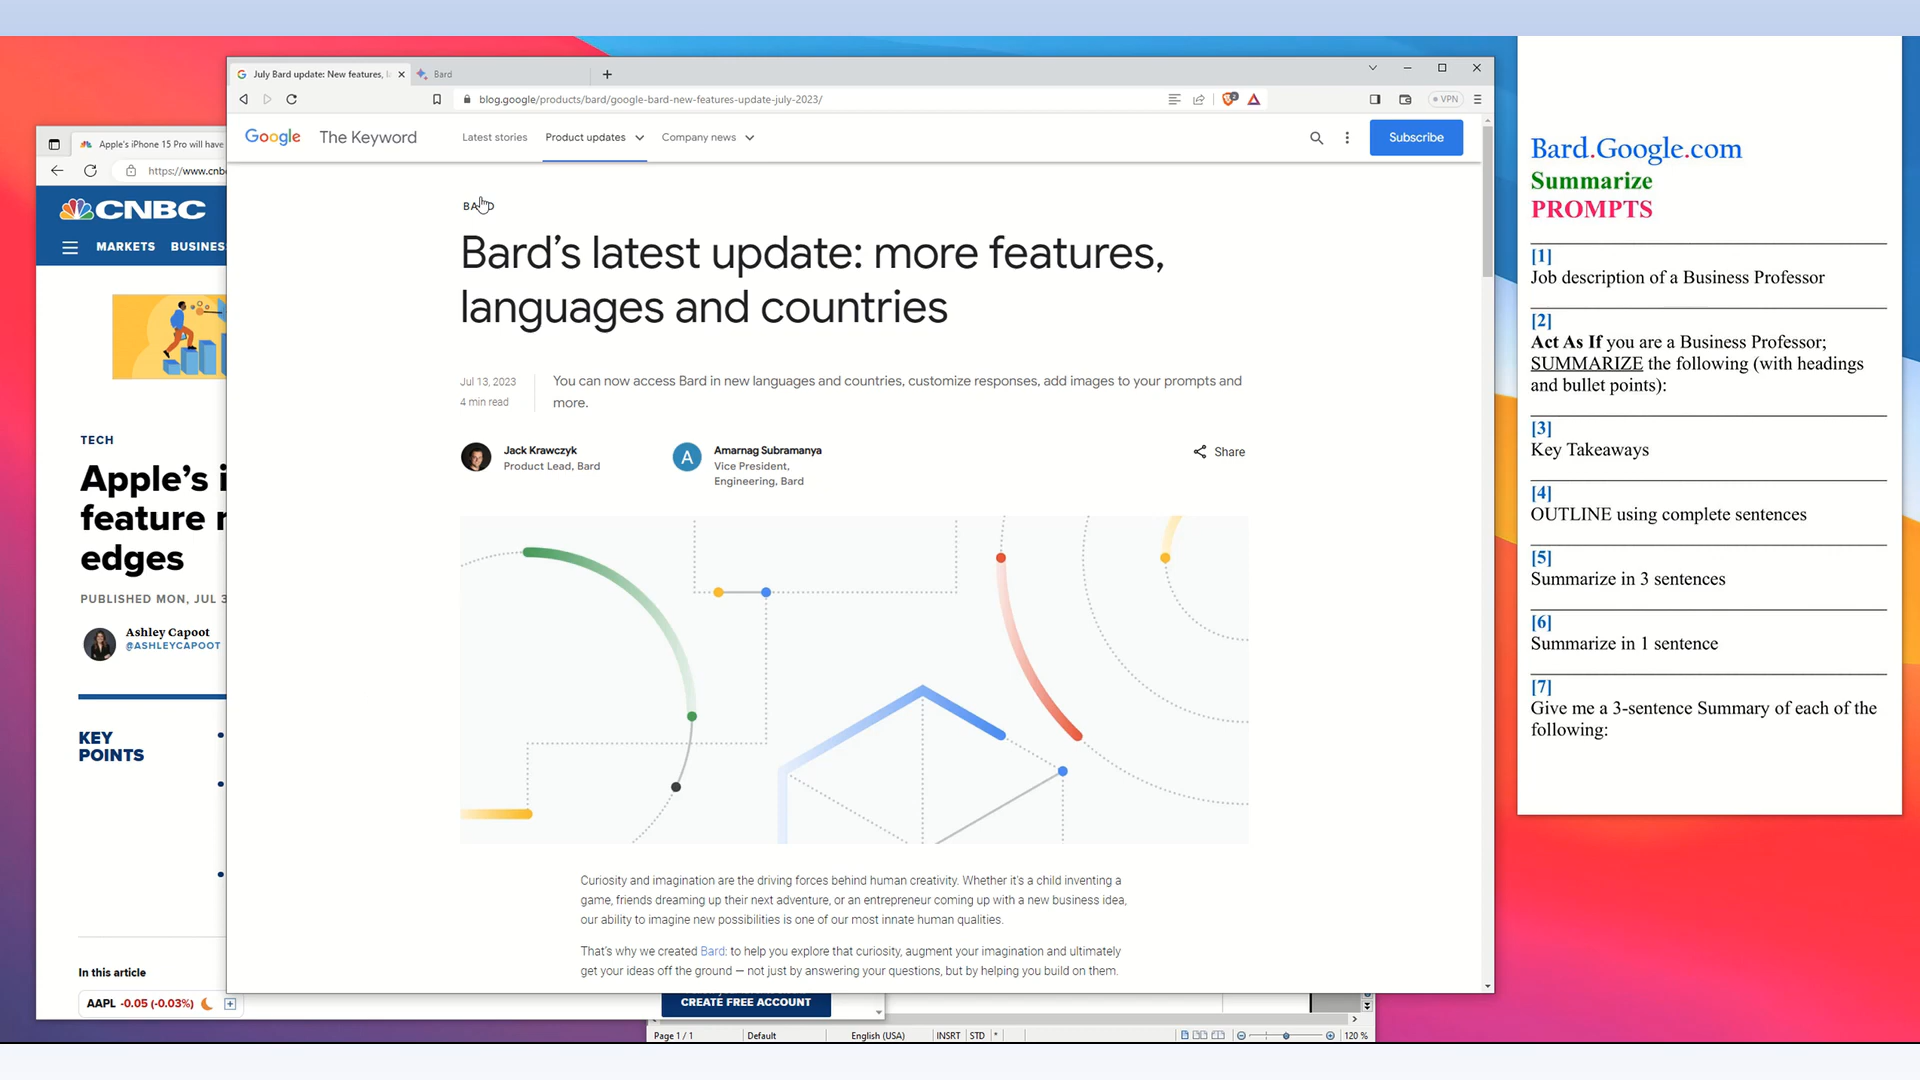 July Bard update: New features, l
Bard
blog.google/products/bard/google-bard-new-features-update-july-2023/
2
VPN
Google The Keyword
Latest stories
Product updates
Company news
Subscribe
Bard's latest update: more features,
languages and countries
Jul 13, 2023
4 min read
You can now access Bard in new languages and countries, customize responses, add images to your prompts and
more.
Jack Krawczyk
Product Lead, Bard
A
Amarnag Subramanya
Vice President,
Engineering, Bard
Share
Curiosity and imagination are the driving forces behind human creativity. Whether it's a child inventing a
game, friends dreaming up their next adventure, or an entrepreneur coming up with a new business idea,
our ability to imagine new possibilities is one of our most innate human qualities.
That's why we created Bard: to help you explore that curiosity, augment your imagination and ultimately
get your ideas off the ground — not just by answering your questions, but by helping you build on them.
Apple's iPhone 15 Pro will have
https://www.cnb
CNBC
MARKETS BUSINES
TECH
Apple's i
feature r
edges
PUBLISHED MON, JUL 3
Ashley Capoot
@ASHLEYCAPOOT
KEY
POINTS
In this article
AAPL -0.05 (-0.03%)
CREATE FREE ACCOUNT
Page 1 / 1
Default
English (USA)
INSRT
STD
*
120 %
Bard.Google.com
Summarize
PROMPTS
[1]
Job description of a Business Professor
[2]
Act As If you are a Business Professor;
SUMMARIZE the following (with headings
and bullet points):
[3]
Key Takeaways
[4]
OUTLINE using complete sentences
[5]
Summarize in 3 sentences
[6]
Summarize in 1 sentence
[7]
Give me a 3-sentence Summary of each of the
following: